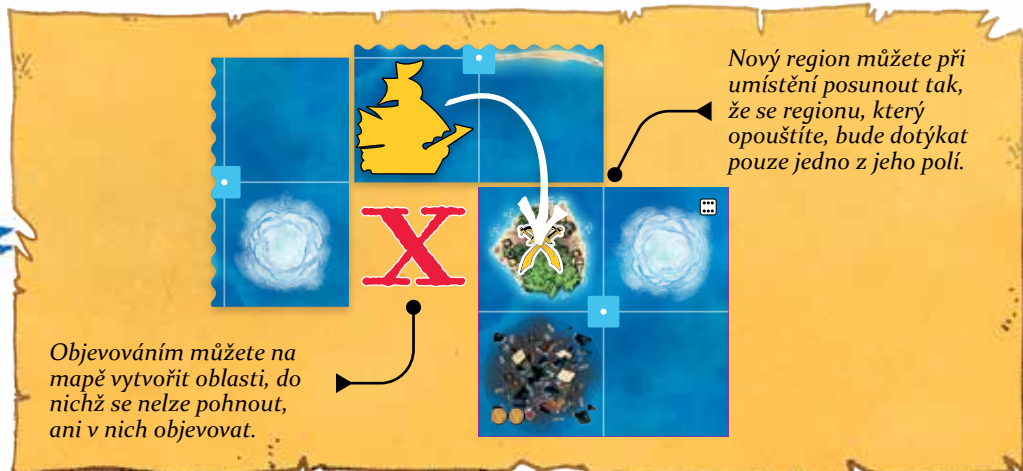 Nový region můžete při
umístění posunout tak,
že se regionu, který
opouštíte, bude dotýkat
pouze jedno z jeho polí.
X
Objevováním můžete na
mapě vytvořit oblasti, do
nichž se nelze pohnout,
ani v nich objevovat.